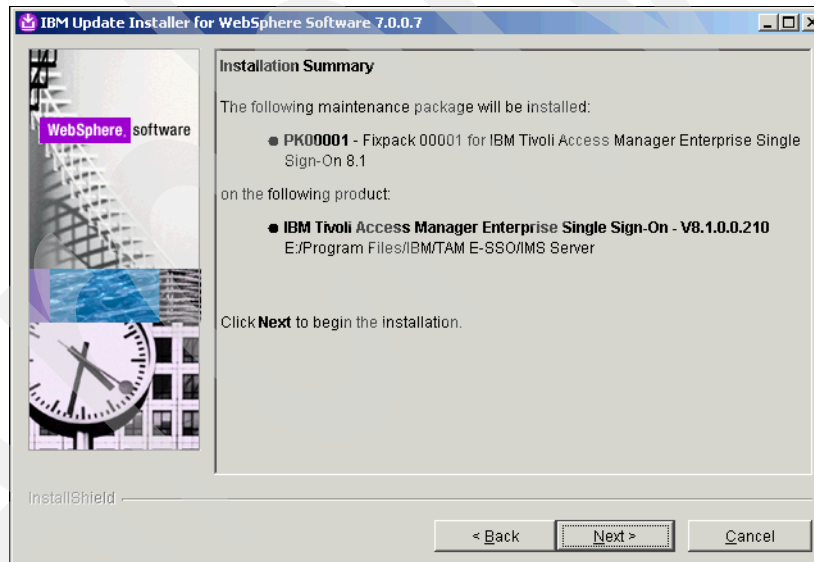 IBM Update Installer for WebSphere Software 7.0.0.7
WebSphere. software
Installation Summary
The following maintenance package will be installed:
PK00001 - Fixpack 00001 for IBM Tivoli Access Manager Enterprise Single
Sign-On 8.1
on the following product:
IBM Tivoli Access Manager Enterprise Single Sign-On - V8.1.0.0.210
E:/Program Files/IBM/TAM E-SSO/IMS Server
Click Next to begin the installation.
InstallShield
< Back Next > Cancel